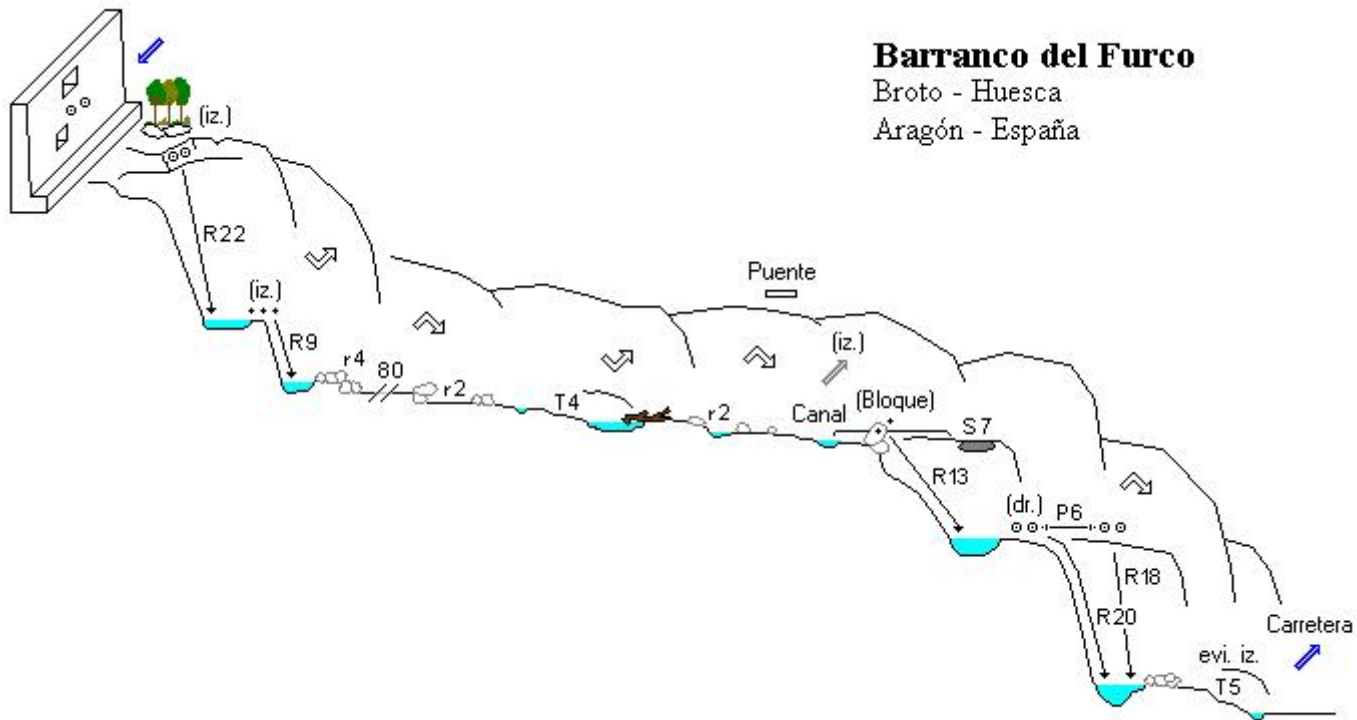 Barranco del Furco
Broto - Huesca
Aragón - España
(iz.)
R22
(iz.)
R9
r4
80
r2
T4
r2
Puente
(iz.)
Canal
(Bloque)
S7
R13
(dr.)
P6
R18
R20
Carretera
evi. iz.
T5